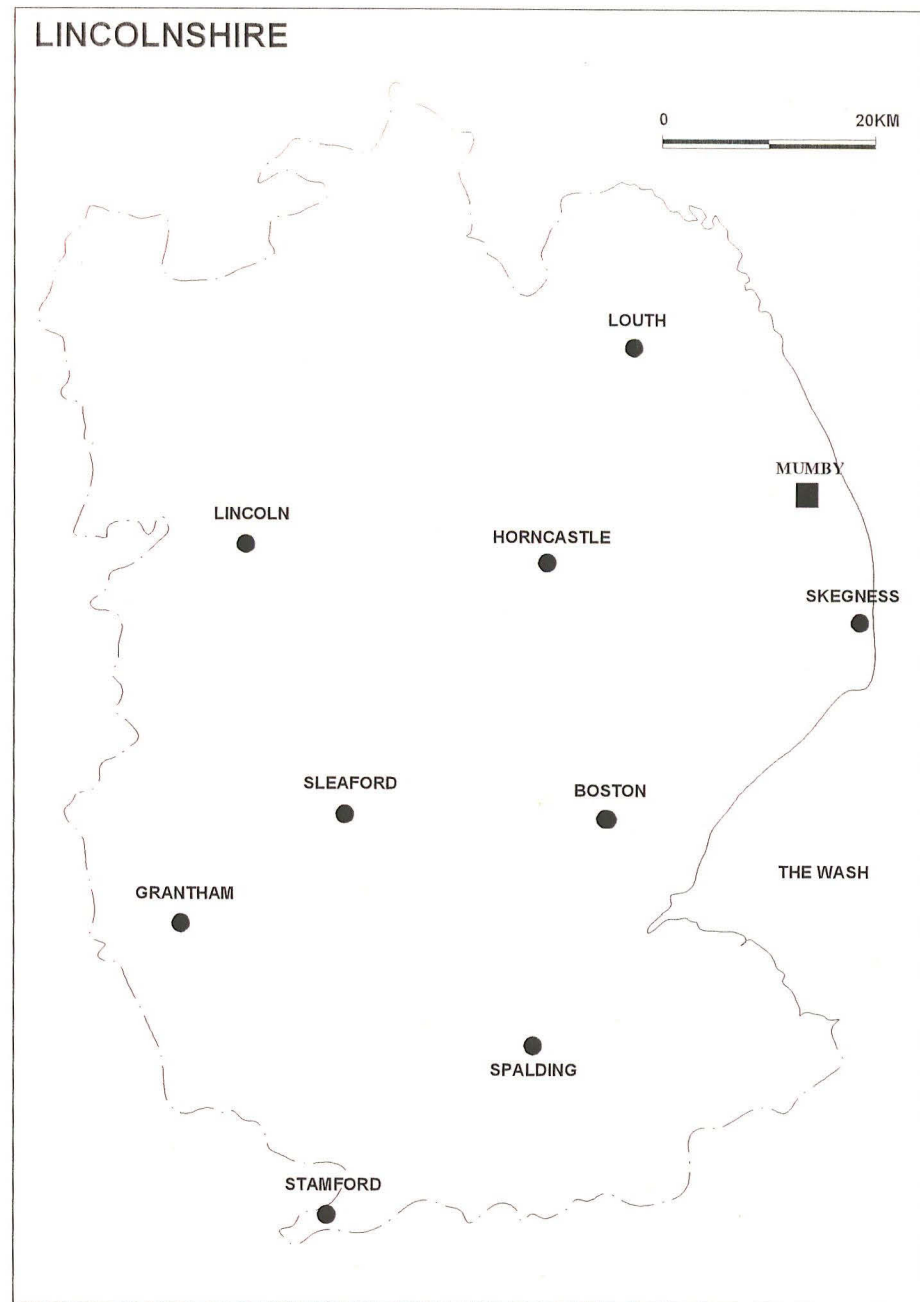 LINCOLNSHIRE
0 20KM
LOUTH
MUMBY
LINCOLN
HORNCASTLE
SKEGNESS
SLEAFORD
BOSTON
THE WASH
GRANTHAM
SPALDING
STAMFORD